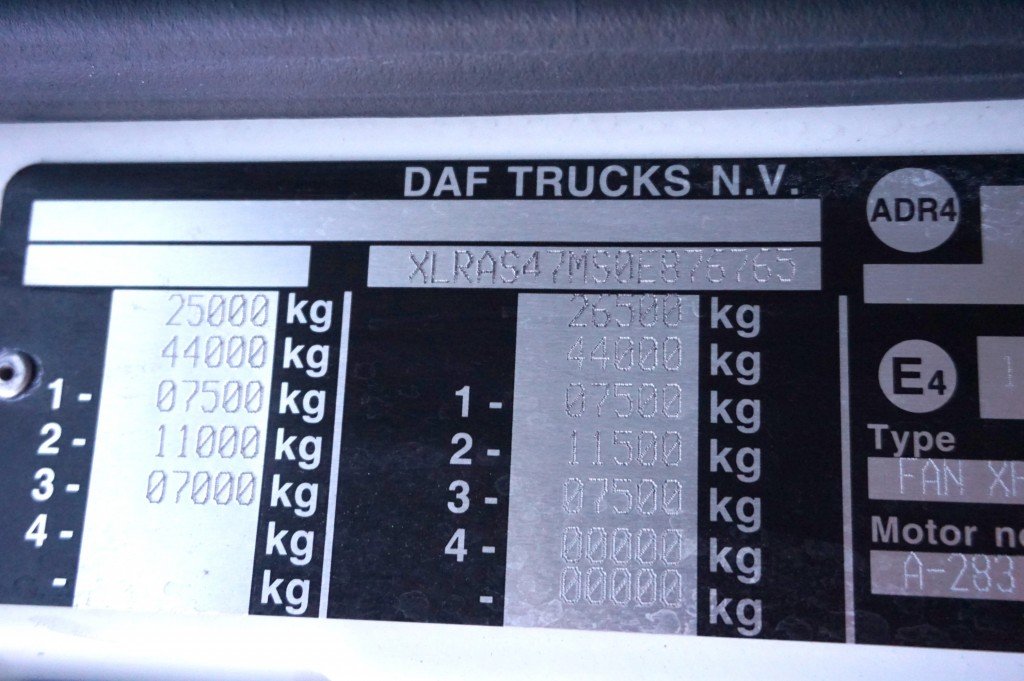 DAF TRUCKS N.V.
ADR4
XLRAS47MS0E876765
25000 kg 26500 kg
44000 kg 44000 kg
E4
1- 07500 kg 1- 07500 kg
Type
2- 11000 kg 2- 11500 kg
FAN
3- 07000 kg 3- 07500 kg
Motor
4- kg 4- 00000 kg
A-283
- kg - 00000 kg